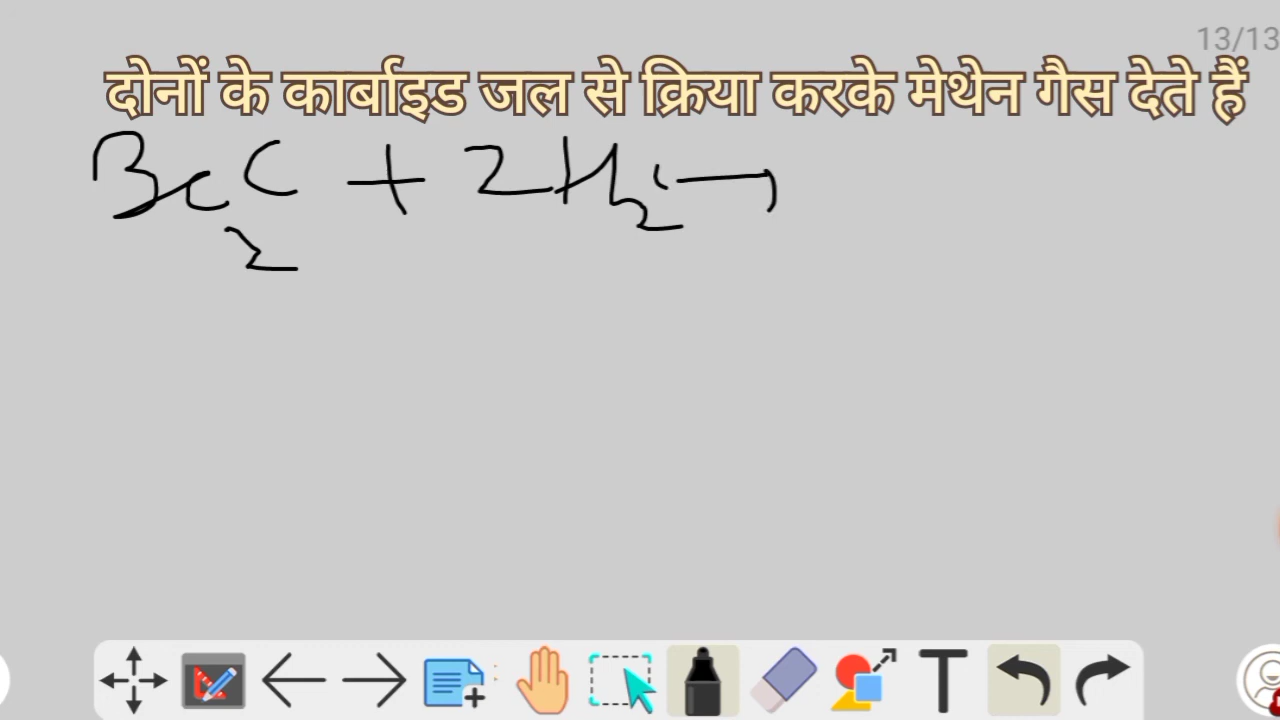 13/13
दोनों के कार्बाइड जल से क्रिया करके मेथेन गैस देते हैं
Be₂C + 2H₂O →